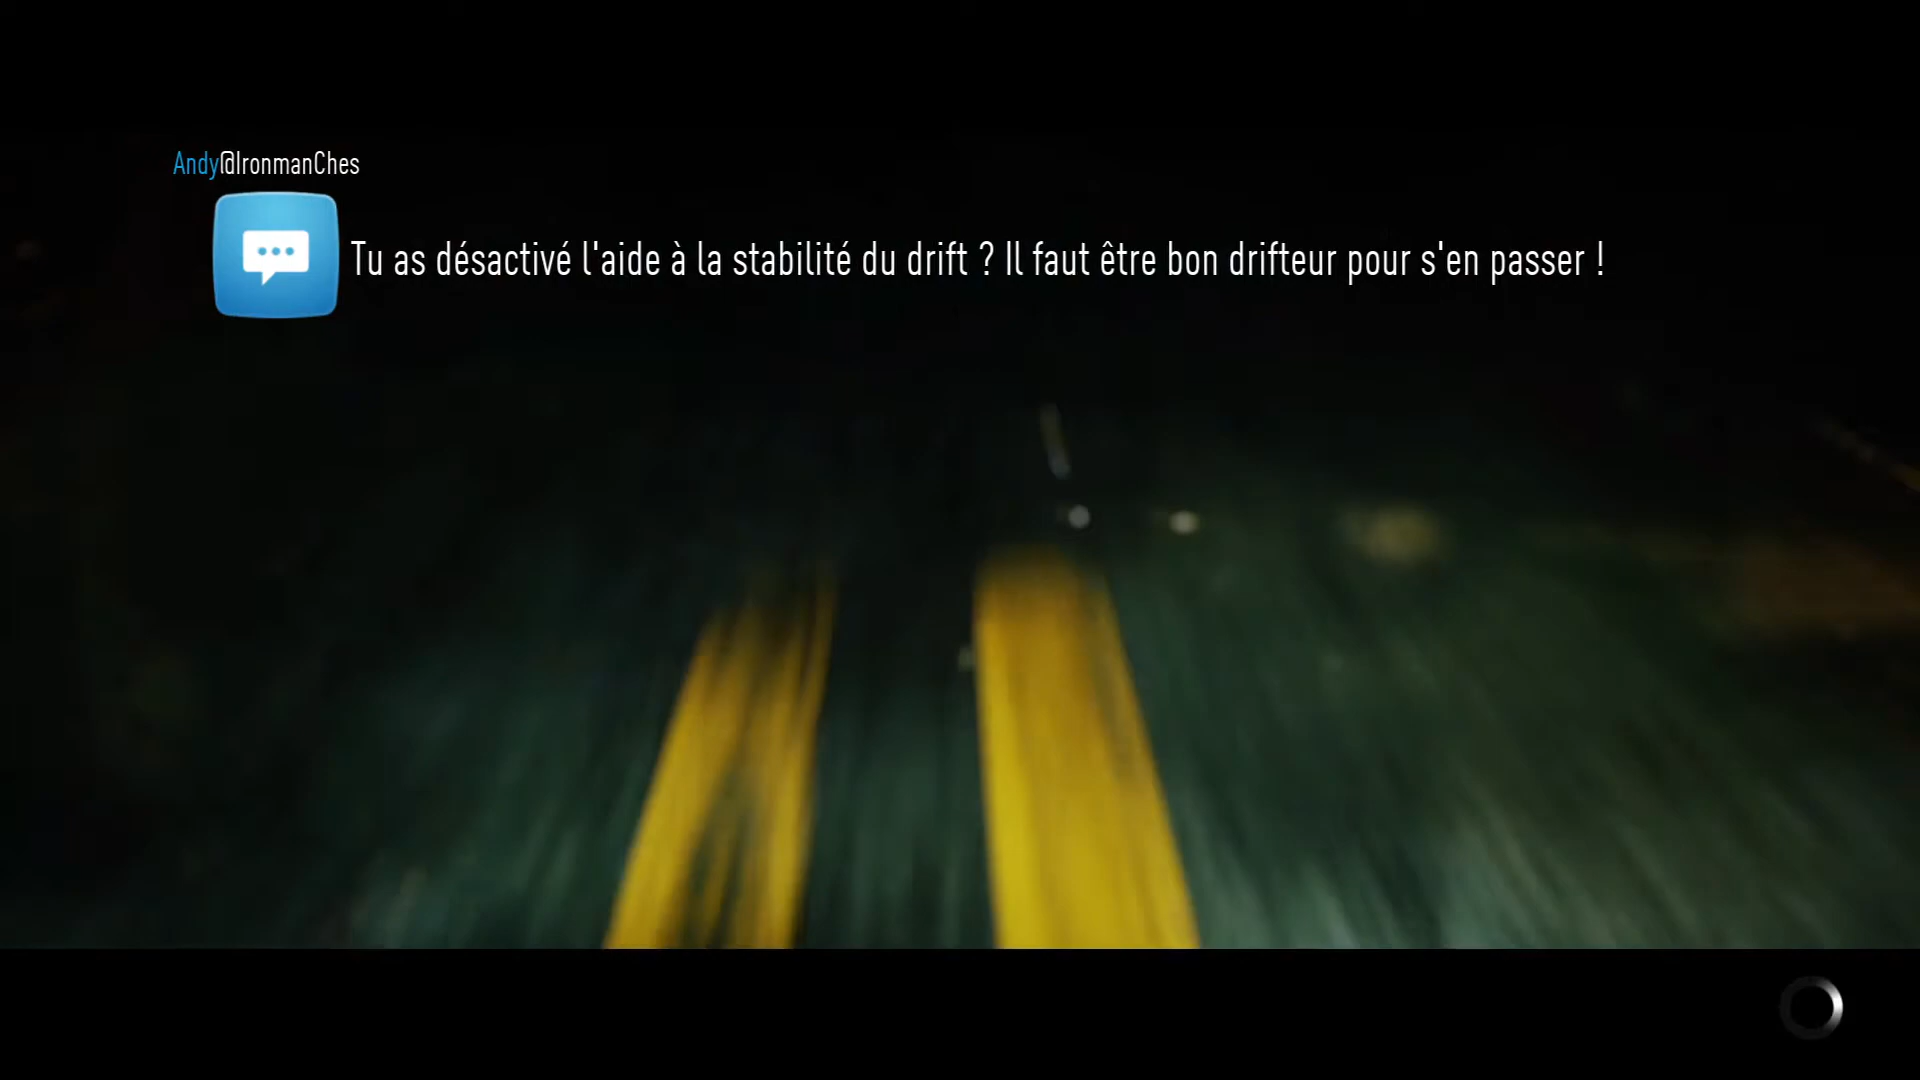 Andy@IronmanChes
Tu as désactivé l'aide à la stabilité du drift ? Il faut être bon drifteur pour s'en passer !